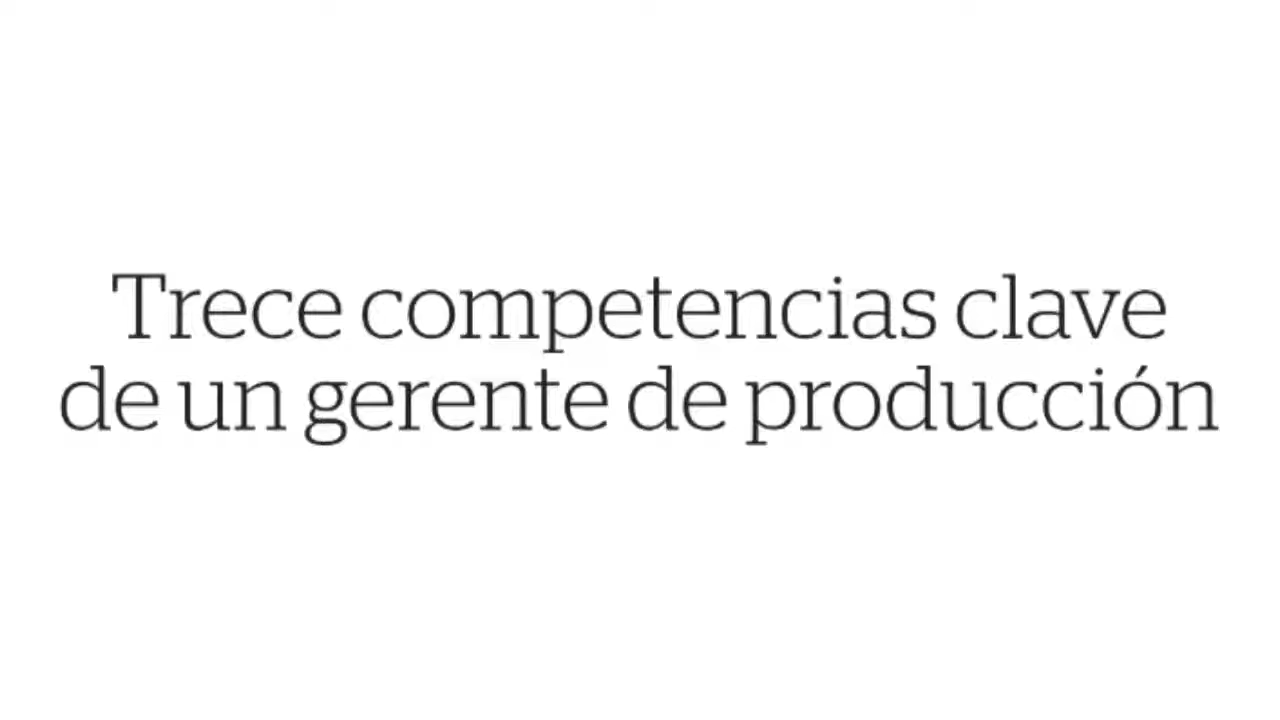 Trece competencias clave
de un gerente de producción